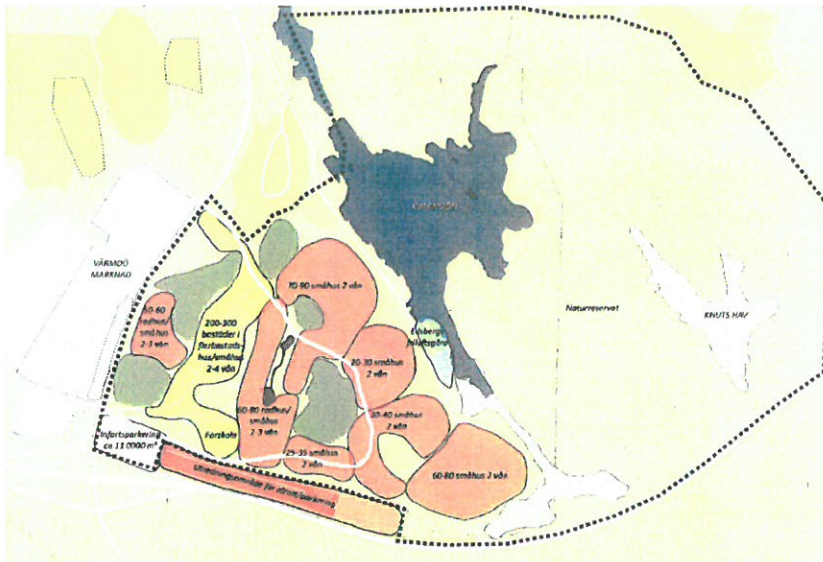 KVARNSJÖN
VÄRMDÖ
MARKNAD
70-90 småhus 2 vån
50-60
radhus/
småhus
2-3 vån
200-300
bostäder i
flerbostads-
hus/småhus
2-4 vån
friluftsgård
Naturreservat
KNUTS HAV
20-30 småhus
2 vån
60-80 radhus/
småhus
2-3 vån
30-40 småhus
2 vån
Förskola
25-35 småhus
2 vån
60-80 småhus 2 vån
Infartsparkering
ca 11 0000 m²
Utredningsområde för idrott/parkering